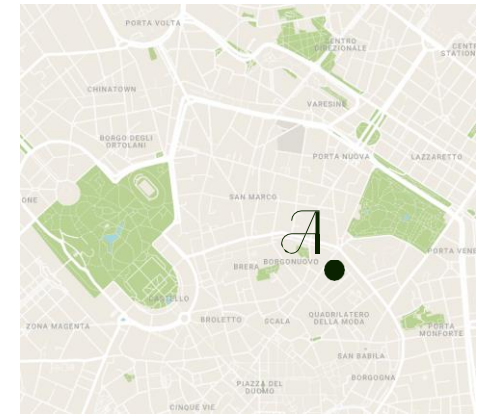 PORTA VOLTA
CENTRO
DIREZIONALE
CHINATOWN
VARESINE
BORGO DEGLI
ORTOLANI
PORTA NUOVA
LAZZARETTO
SAN MARCO
A
BRERA
BORGONUOVO
PORTA VENE
CASTELLO
ZONA MAGENTA
BROLETTO
SCALA
QUADRILATERO
DELLA MODA
PORTA
MONFORTE
SAN BABILA
BORGOGNA
PIAZZA DEL
DUOMO
CINQUE VIE
CENTR
STATION
ONE